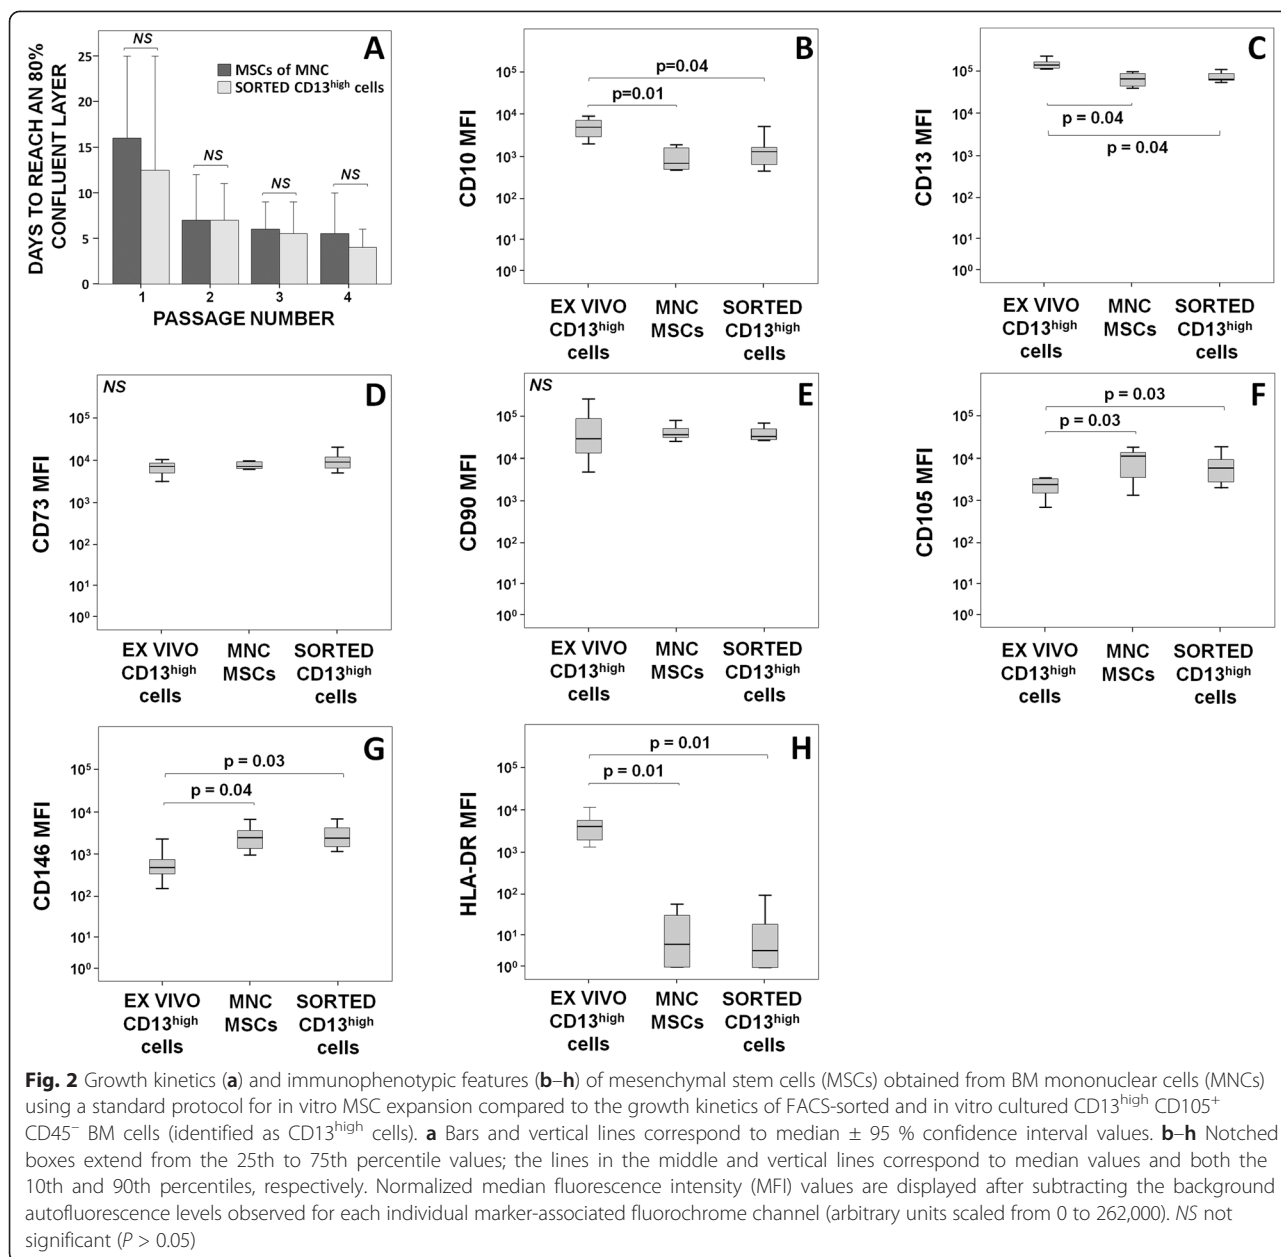 A
DAYS TO REACH AN 80%
CONFLUENT LAYER
25
20
15
10
5
0
NS
NS
NS
NS
MSCs of MNC
SORTED CD13high cells
1 2 3 4
PASSAGE NUMBER
B
CD10 MFI
10⁵
10⁴
10³
10²
10¹
10⁰
p=0.04
p=0.01
EX VIVO MNC SORTED
CD13high MSCs CD13high
cells cells
C
CD13 MFI
10⁵
10⁴
10³
10²
10¹
10⁰
p = 0.04
p = 0.04
EX VIVO MNC SORTED
CD13high MSCs CD13high
cells cells
D
NS
CD73 MFI
10⁵
10⁴
10³
10²
10¹
10⁰
EX VIVO MNC SORTED
CD13high MSCs CD13high
cells cells
E
NS
CD90 MFI
10⁵
10⁴
10³
10²
10¹
10⁰
EX VIVO MNC SORTED
CD13high MSCs CD13high
cells cells
F
CD105 MFI
10⁵
10⁴
10³
10²
10¹
10⁰
p = 0.03
p = 0.03
EX VIVO MNC SORTED
CD13high MSCs CD13high
cells cells
G
CD146 MFI
10⁵
10⁴
10³
10²
10¹
10⁰
p = 0.03
p = 0.04
EX VIVO MNC SORTED
CD13high MSCs CD13high
cells cells
H
HLA-DR MFI
10⁵
10⁴
10³
10²
10¹
10⁰
p = 0.01
p = 0.01
EX VIVO MNC SORTED
CD13high MSCs CD13high
cells cells
Fig. 2 Growth kinetics (a) and immunophenotypic features (b–h) of mesenchymal stem cells (MSCs) obtained from BM mononuclear cells (MNCs)
using a standard protocol for in vitro MSC expansion compared to the growth kinetics of FACS-sorted and in vitro cultured CD13high CD105⁺
CD45⁻ BM cells (identified as CD13high cells). a Bars and vertical lines correspond to median ± 95 % confidence interval values. b–h Notched
boxes extend from the 25th to 75th percentile values; the lines in the middle and vertical lines correspond to median values and both the
10th and 90th percentiles, respectively. Normalized median fluorescence intensity (MFI) values are displayed after subtracting the background
autofluorescence levels observed for each individual marker-associated fluorochrome channel (arbitrary units scaled from 0 to 262,000). NS not
significant (P > 0.05)